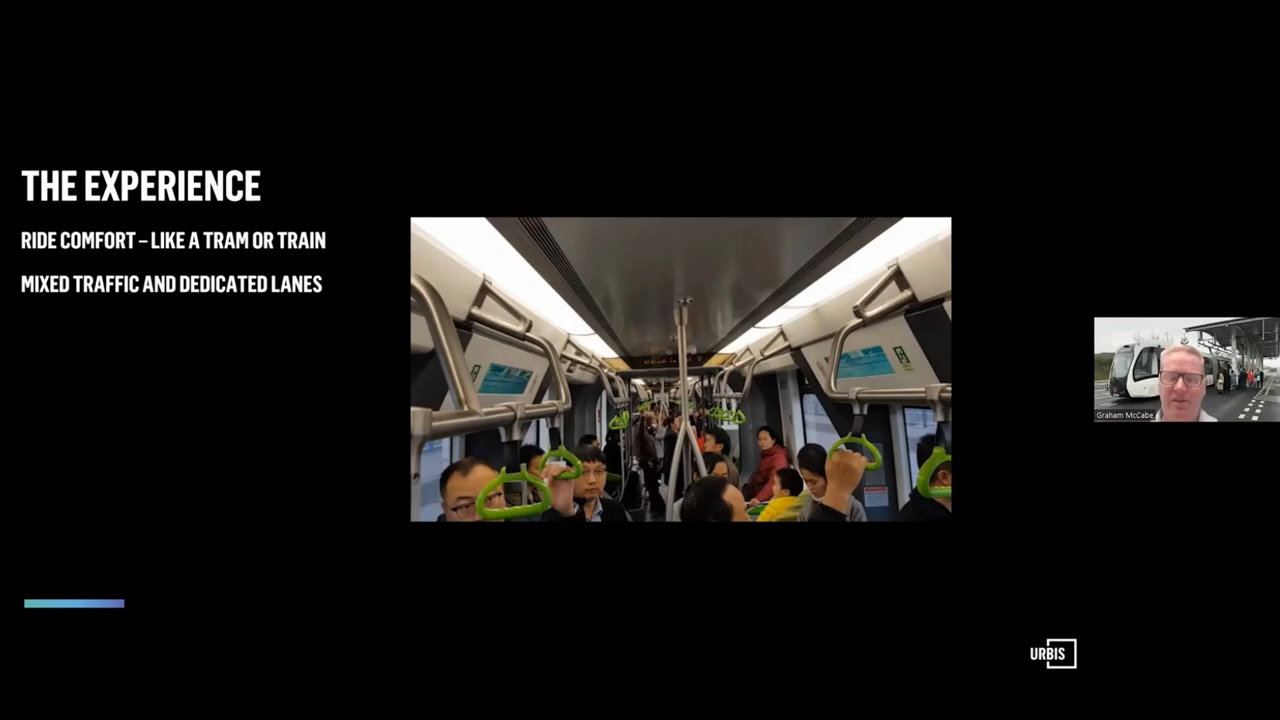 THE EXPERIENCE
RIDE COMFORT – LIKE A TRAM OR TRAIN
MIXED TRAFFIC AND DEDICATED LANES
Graham McCabe
URBIS